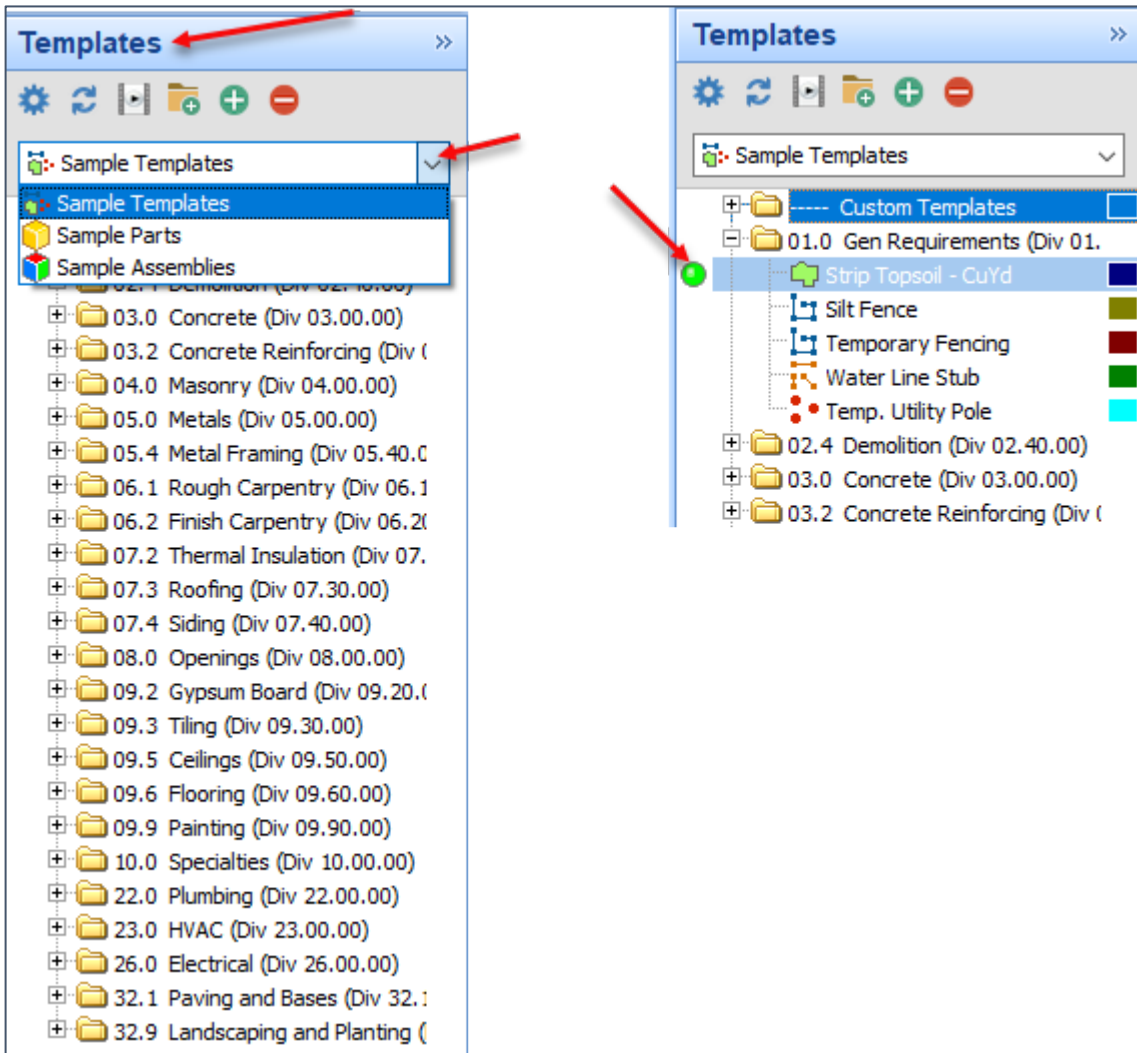 Templates
Sample Templates
Sample Templates
Sample Parts
Sample Assemblies
02.4 Demolition (Div 02.40.00)
03.0 Concrete (Div 03.00.00)
03.2 Concrete Reinforcing (Div (
04.0 Masonry (Div 04.00.00)
05.0 Metals (Div 05.00.00)
05.4 Metal Framing (Div 05.40.0
06.1 Rough Carpentry (Div 06.1
06.2 Finish Carpentry (Div 06.20
07.2 Thermal Insulation (Div 07.
07.3 Roofing (Div 07.30.00)
07.4 Siding (Div 07.40.00)
08.0 Openings (Div 08.00.00)
09.2 Gypsum Board (Div 09.20.0
09.3 Tiling (Div 09.30.00)
09.5 Ceilings (Div 09.50.00)
09.6 Flooring (Div 09.60.00)
09.9 Painting (Div 09.90.00)
10.0 Specialties (Div 10.00.00)
22.0 Plumbing (Div 22.00.00)
23.0 HVAC (Div 23.00.00)
26.0 Electrical (Div 26.00.00)
32.1 Paving and Bases (Div 32.1
32.9 Landscaping and Planting (
Templates
Sample Templates
----- Custom Templates
01.0 Gen Requirements (Div 01.
Strip Topsoil - CuYd
Silt Fence
Temporary Fencing
Water Line Stub
Temp. Utility Pole
02.4 Demolition (Div 02.40.00)
03.0 Concrete (Div 03.00.00)
03.2 Concrete Reinforcing (Div (